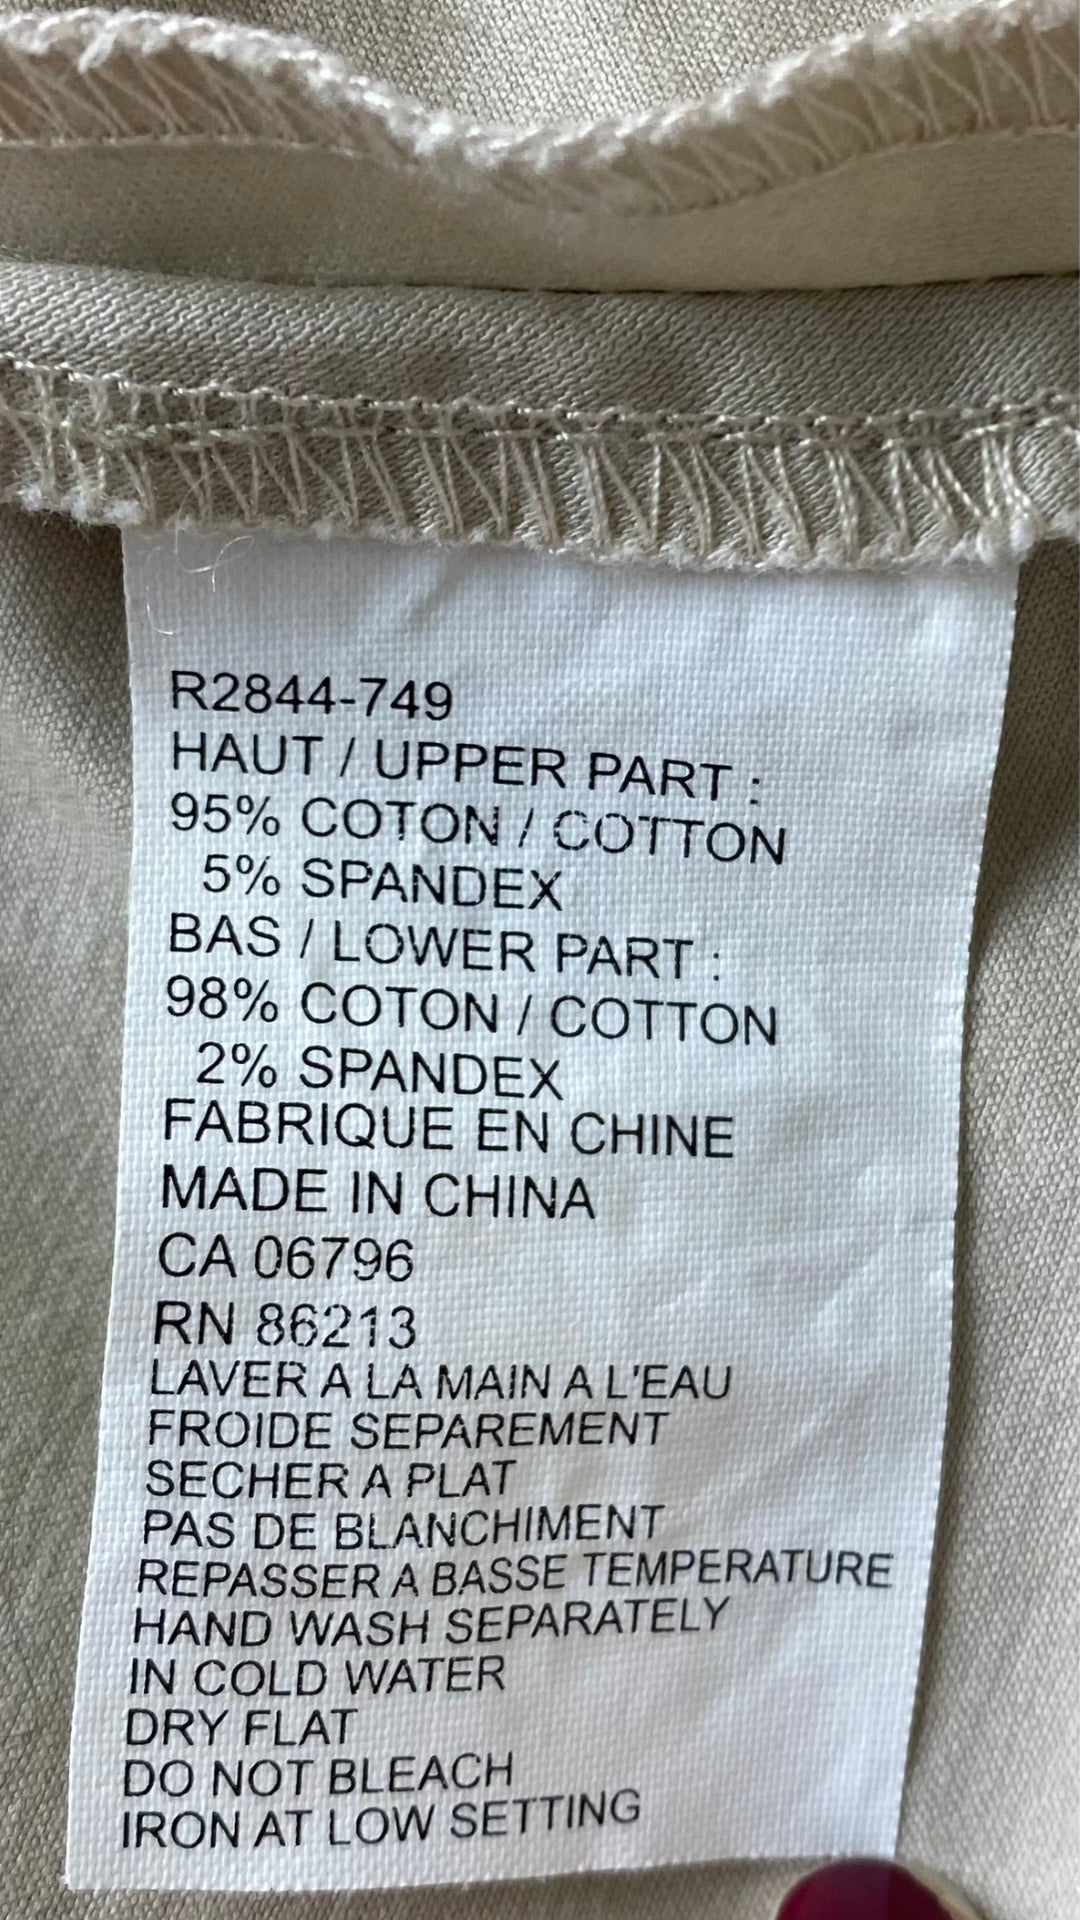 R2844-749
HAUT / UPPER PART :
95% COTON / COTTON
5% SPANDEX
BAS / LOWER PART :
98% COTON / COTTON
2% SPANDEX
FABRIQUE EN CHINE
MADE IN CHINA
CA 06796
RN 86213
LAVER A LA MAIN A L'EAU
FROIDE SEPAREMENT
SECHER A PLAT
PAS DE BLANCHIMENT
REPASSER A BASSE TEMPERATURE
HAND WASH SEPARATELY
IN COLD WATER
DRY FLAT
DO NOT BLEACH
IRON AT LOW SETTING